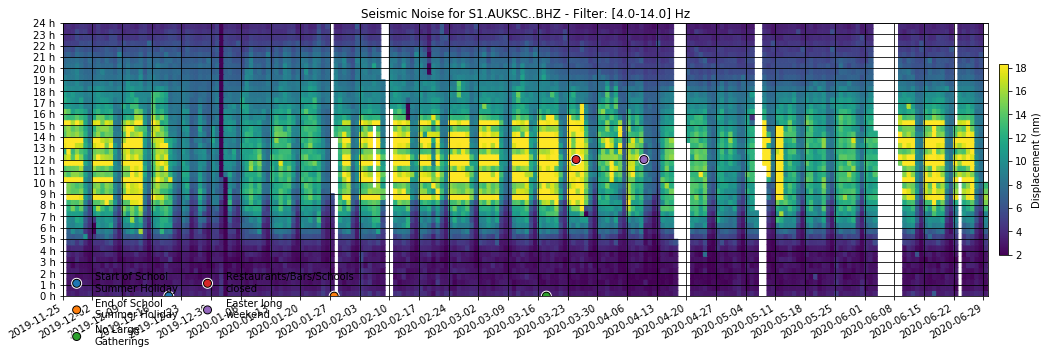 Seismic Noise for S1.AUKSC..BHZ - Filter: [4.0-14.0] Hz
24 h
23 h
22 h
21 h
20 h
19 h
18 h
17 h
16 h
15 h
14 h
13 h
12 h
11 h
10 h
9 h
8 h
7 h
6 h
5 h
4 h
3 h
2 h
1 h
0 h
18
16
14
12
10
8
6
4
2
Displacement (nm)
Start of School
Summer Holiday
End of School
Summer Holiday
No Large
Gatherings
Restaurants/Bars/Schools
closed
Easter long
weekend
2019-11-25
2020-01-20
2020-01-27
2020-02-03
2020-02-10
2020-02-17
2020-02-24
2020-03-02
2020-03-09
2020-03-16
2020-03-23
2020-03-30
2020-04-06
2020-04-13
2020-04-20
2020-04-27
2020-05-04
2020-05-11
2020-05-18
2020-05-25
2020-06-01
2020-06-08
2020-06-15
2020-06-22
2020-06-29